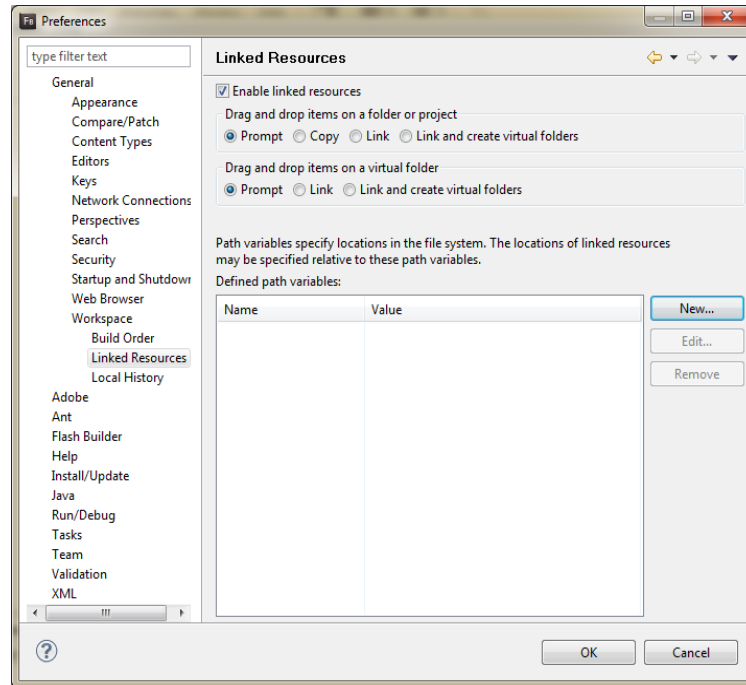 Fb Preferences
type filter text
General
Appearance
Compare/Patch
Content Types
Editors
Keys
Network Connections
Perspectives
Search
Security
Startup and Shutdowr
Web Browser
Workspace
Build Order
Linked Resources
Local History
Adobe
Ant
Flash Builder
Help
Install/Update
Java
Run/Debug
Tasks
Team
Validation
XML
Linked Resources
Enable linked resources
Drag and drop items on a folder or project
Prompt Copy Link Link and create virtual folders
Drag and drop items on a virtual folder
Prompt Link Link and create virtual folders
Path variables specify locations in the file system. The locations of linked resources
may be specified relative to these path variables.
Defined path variables:
Name Value
New...
Edit...
Remove
? OK Cancel